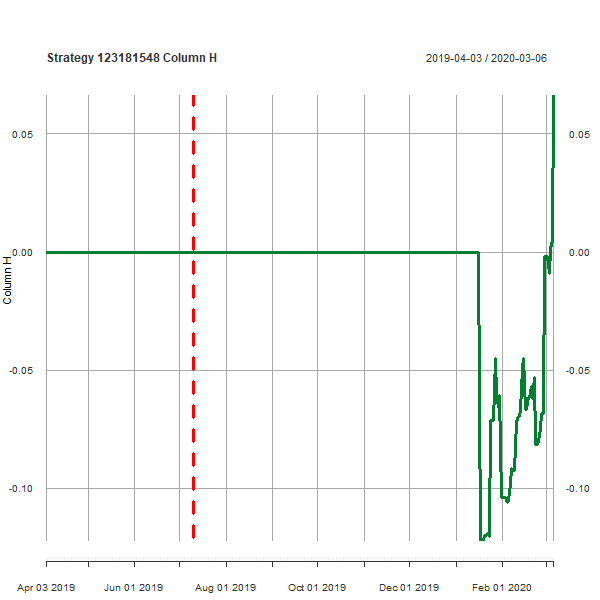 Strategy 123181548 Column H 2019-04-03 / 2020-03-06
0.05 0.05
0.00 0.00
Column H
-0.05 -0.05
-0.10 -0.10
Apr 03 2019 Jun 01 2019 Aug 01 2019 Oct 01 2019 Dec 01 2019 Feb 01 2020